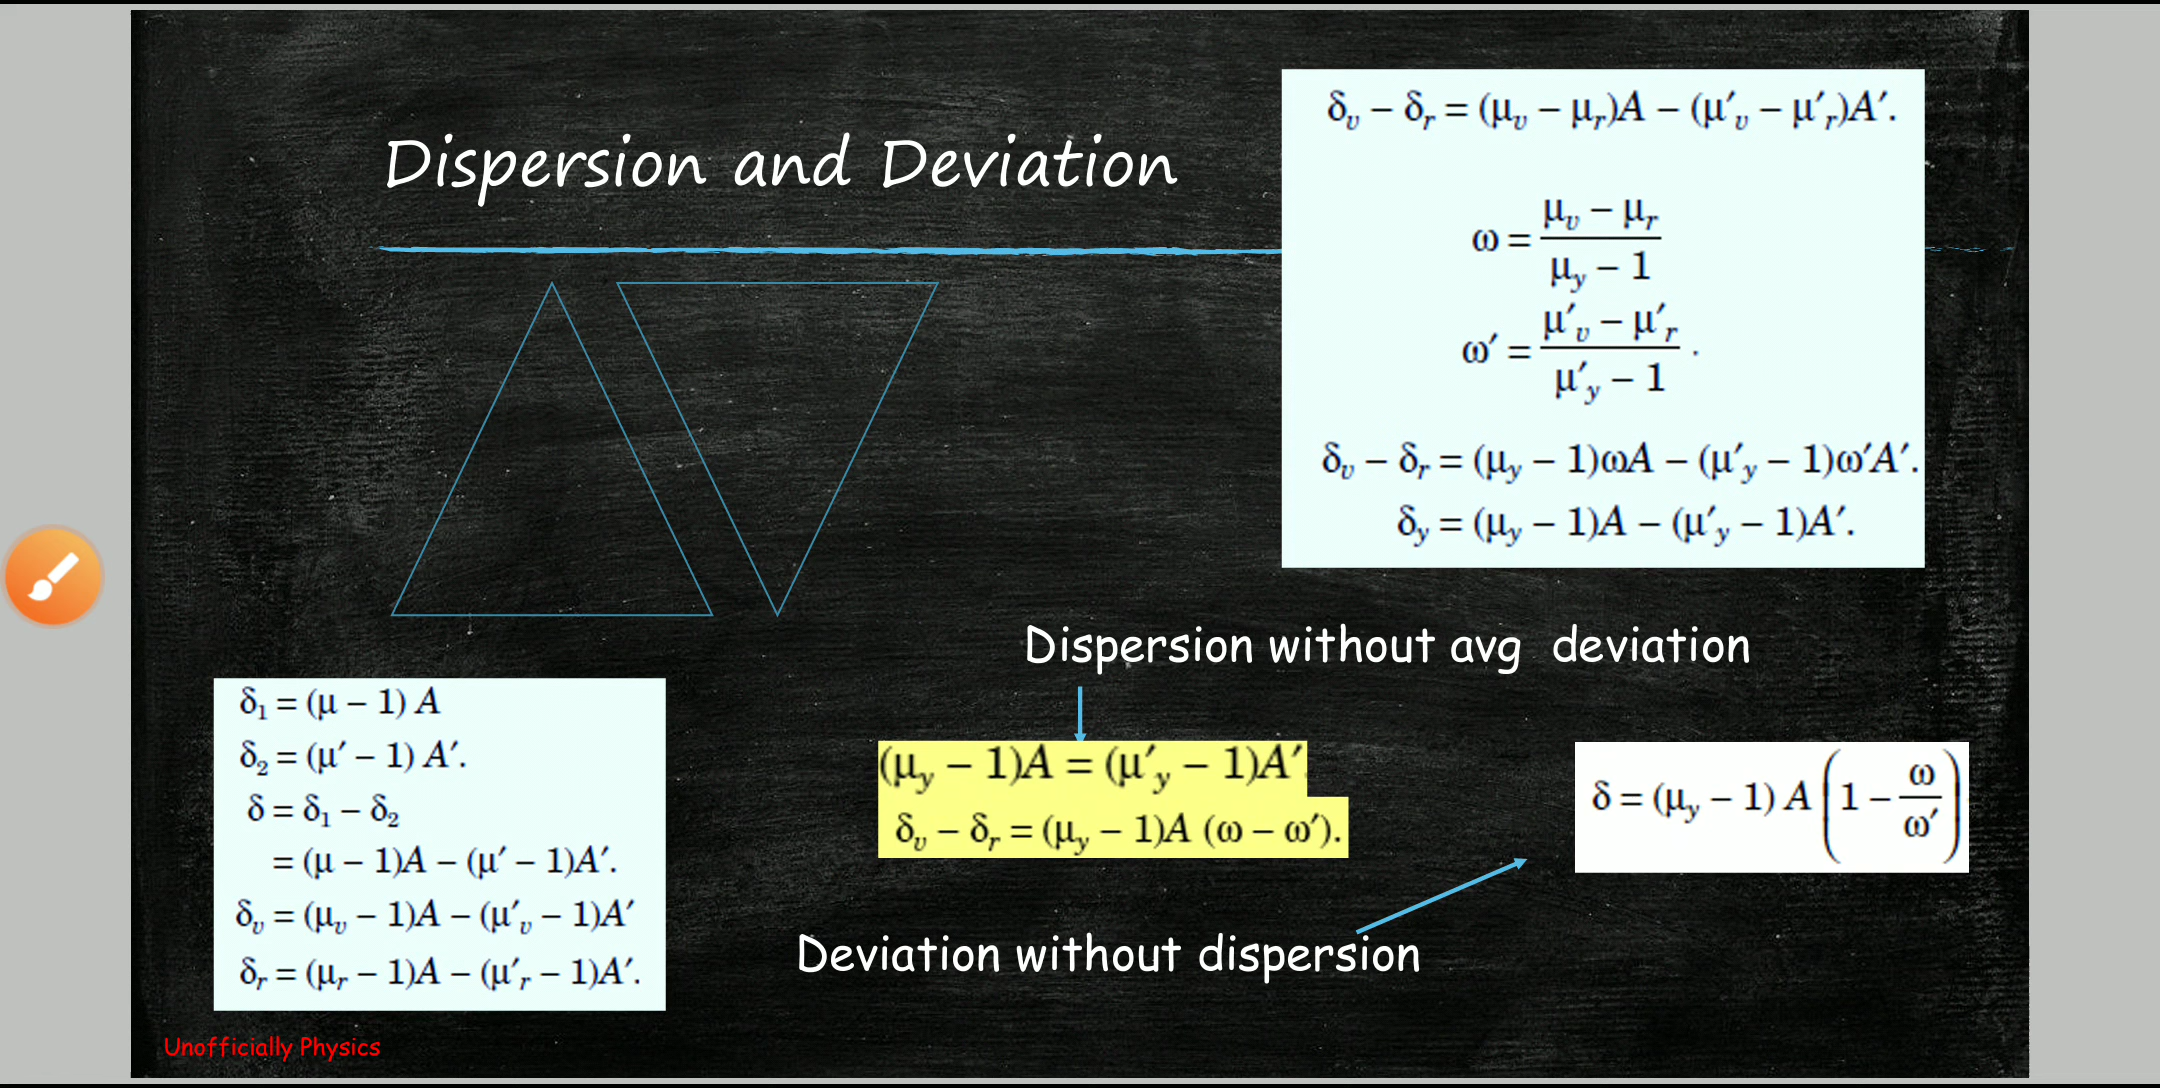 Dispersion and Deviation
δᵥ − δᵣ = (μᵥ − μᵣ)A − (μ′ᵥ − μ′ᵣ)A′.
ω = (μᵥ − μᵣ) / (μ_y − 1)
ω′ = (μ′ᵥ − μ′ᵣ) / (μ′_y − 1) .
δᵥ − δᵣ = (μ_y − 1)ωA − (μ′_y − 1)ω′A′.
δ_y = (μ_y − 1)A − (μ′_y − 1)A′.
Dispersion without avg deviation
(μ_y − 1)A = (μ′_y − 1)A′
δᵥ − δᵣ = (μ_y − 1)A (ω − ω′).
δ = (μ_y − 1) A (1 − ω/ω′)
Deviation without dispersion
δ₁ = (μ − 1) A
δ₂ = (μ′ − 1) A′.
δ = δ₁ − δ₂
= (μ − 1)A − (μ′ − 1)A′.
δᵥ = (μᵥ − 1)A − (μ′ᵥ − 1)A′
δᵣ = (μᵣ − 1)A − (μ′ᵣ − 1)A′.
Unofficially Physics